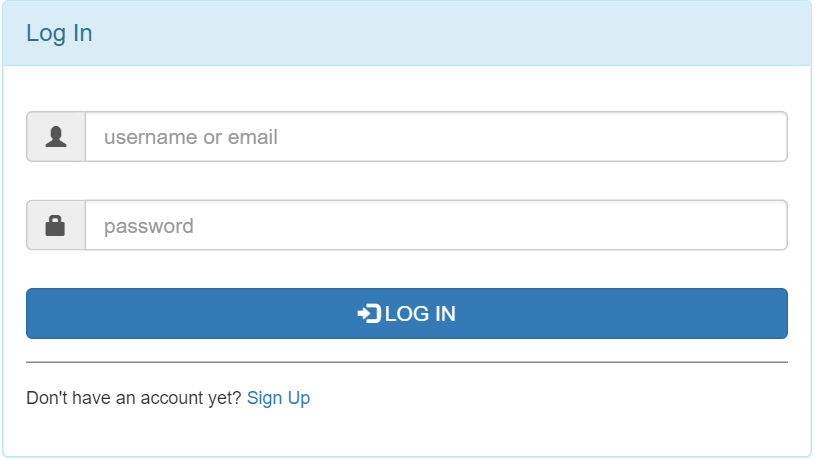 Log In
username or email
password
LOG IN
Don't have an account yet? Sign Up